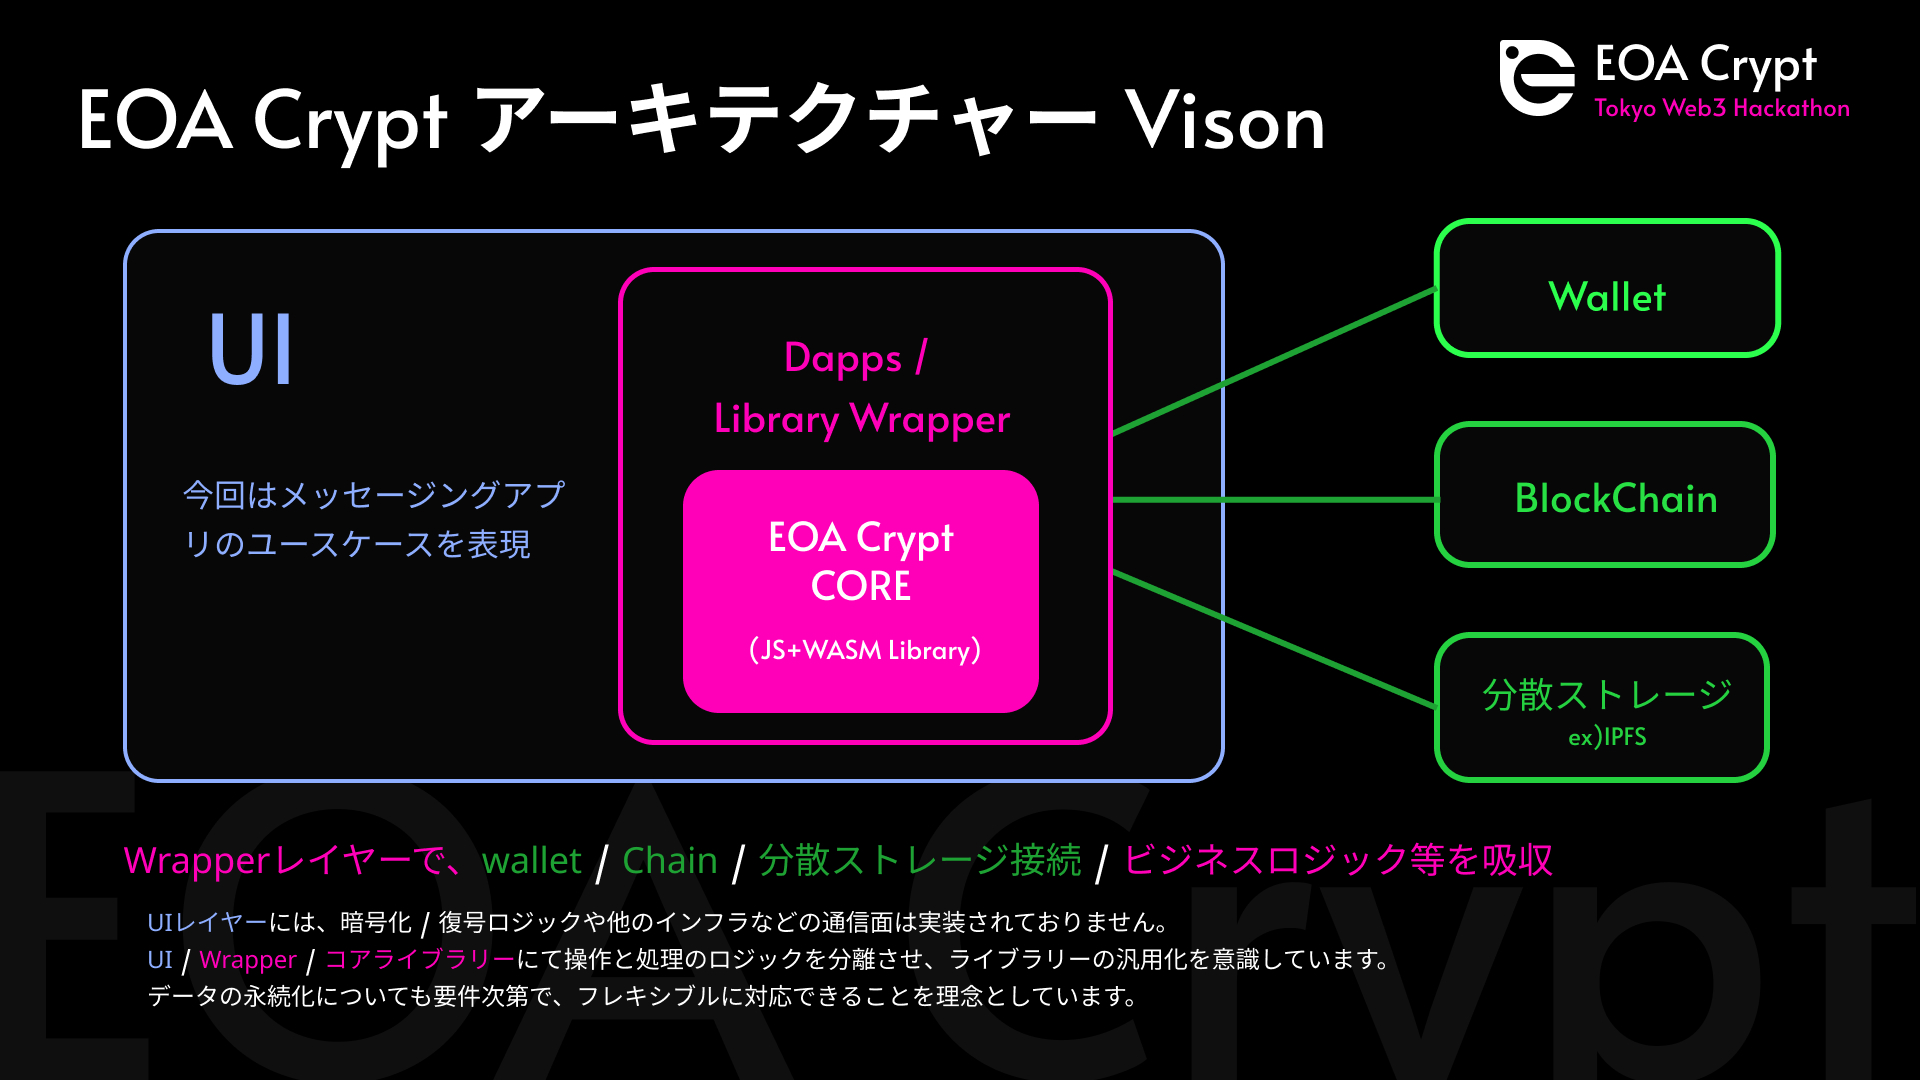 EOA Crypt アーキテクチャー Vison
EOA Crypt
Tokyo Web3 Hackathon
UI
今回はメッセージングアプ
リのユースケースを表現
Dapps /
Library Wrapper
EOA Crypt
CORE
(JS+WASM Library)
Wallet
BlockChain
分散ストレージ
ex)IPFS
Wrapperレイヤーで、wallet / Chain / 分散ストレージ接続 / ビジネスロジック等を吸収
UIレイヤーには、暗号化 / 復号ロジックや他のインフラなどの通信面は実装されておりません。
UI / Wrapper / コアライブラリーにて操作と処理のロジックを分離させ、ライブラリーの汎用化を意識しています。
データの永続化についても要件次第で、フレキシブルに対応できることを理念としています。
EOA Crypt